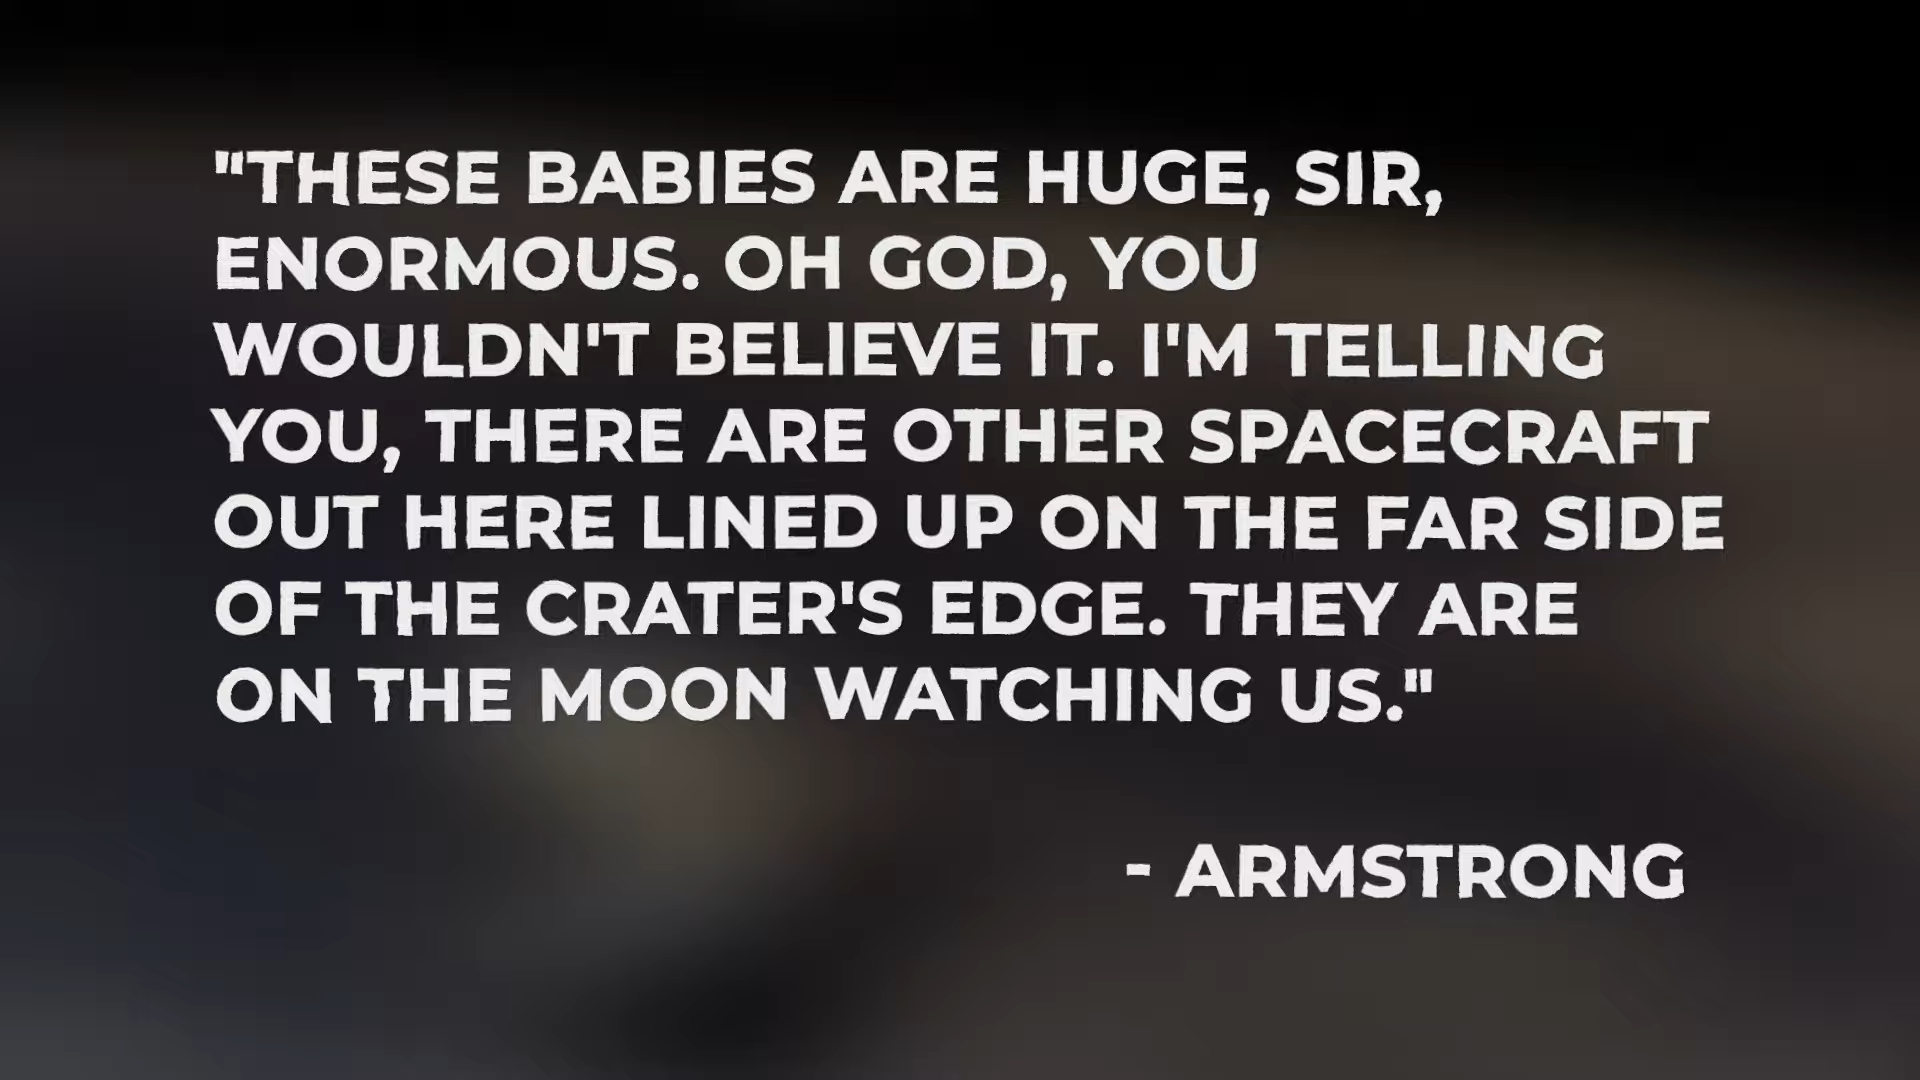 "THESE BABIES ARE HUGE, SIR,
ENORMOUS. OH GOD, YOU
WOULDN'T BELIEVE IT. I'M TELLING
YOU, THERE ARE OTHER SPACECRAFT
OUT HERE LINED UP ON THE FAR SIDE
OF THE CRATER'S EDGE. THEY ARE
ON THE MOON WATCHING US."
- ARMSTRONG